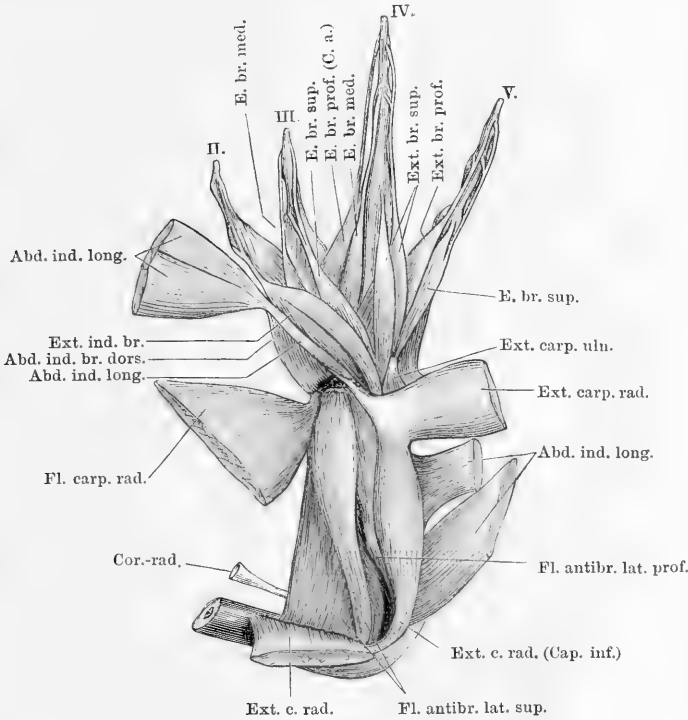 IV.
E. br. med.
III.
E. br. sup.
E. br. prof. (C. a.)
E. br. med.
Ext. br. sup.
Ext. br. prof.
V.
II.
Abd. ind. long.
E. br. sup.
Ext. ind. br.
Abd. ind. br. dors.
Abd. ind. long.
Ext. carp. uln.
Ext. carp. rad.
Fl. carp. rad.
Abd. ind. long.
Cor.-rad.
Fl. antibr. lat. prof.
Ext. c. rad. (Cap. inf.)
Ext. c. rad.
Fl. antibr. lat. sup.